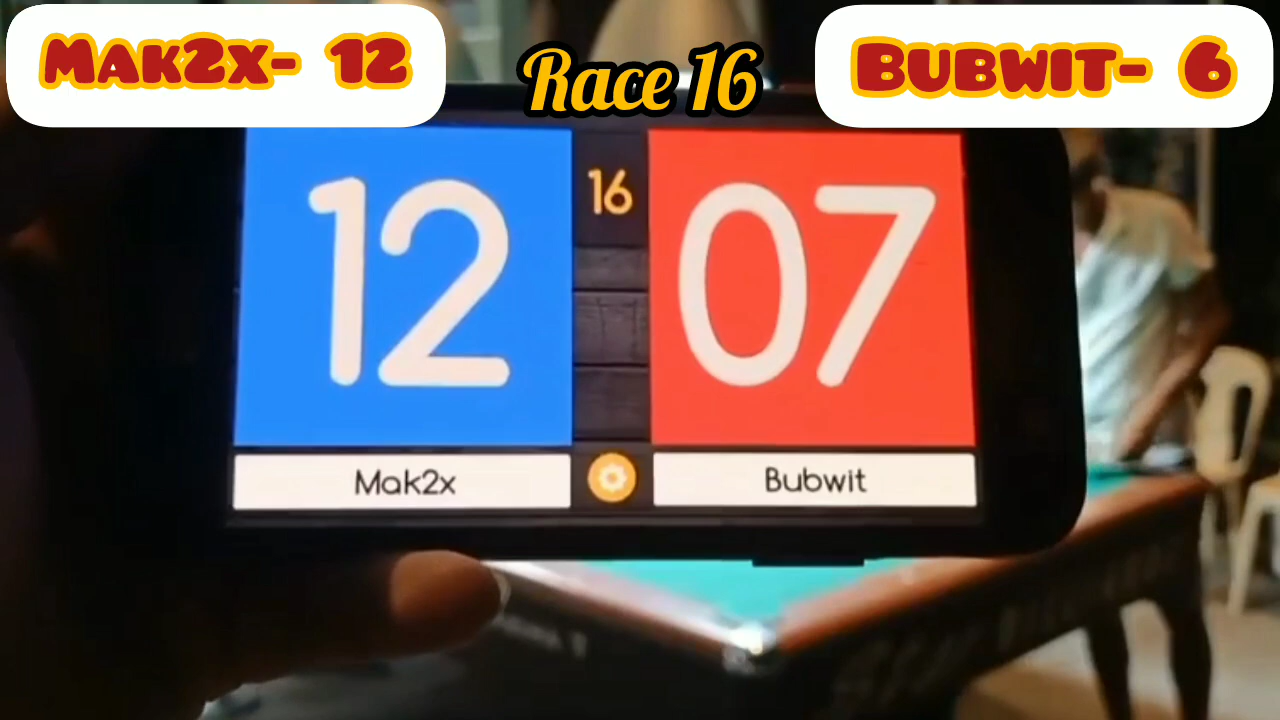 Mak2x- 12
Race 16
Bubwit- 6
12
16
07
Mak2x
Bubwit